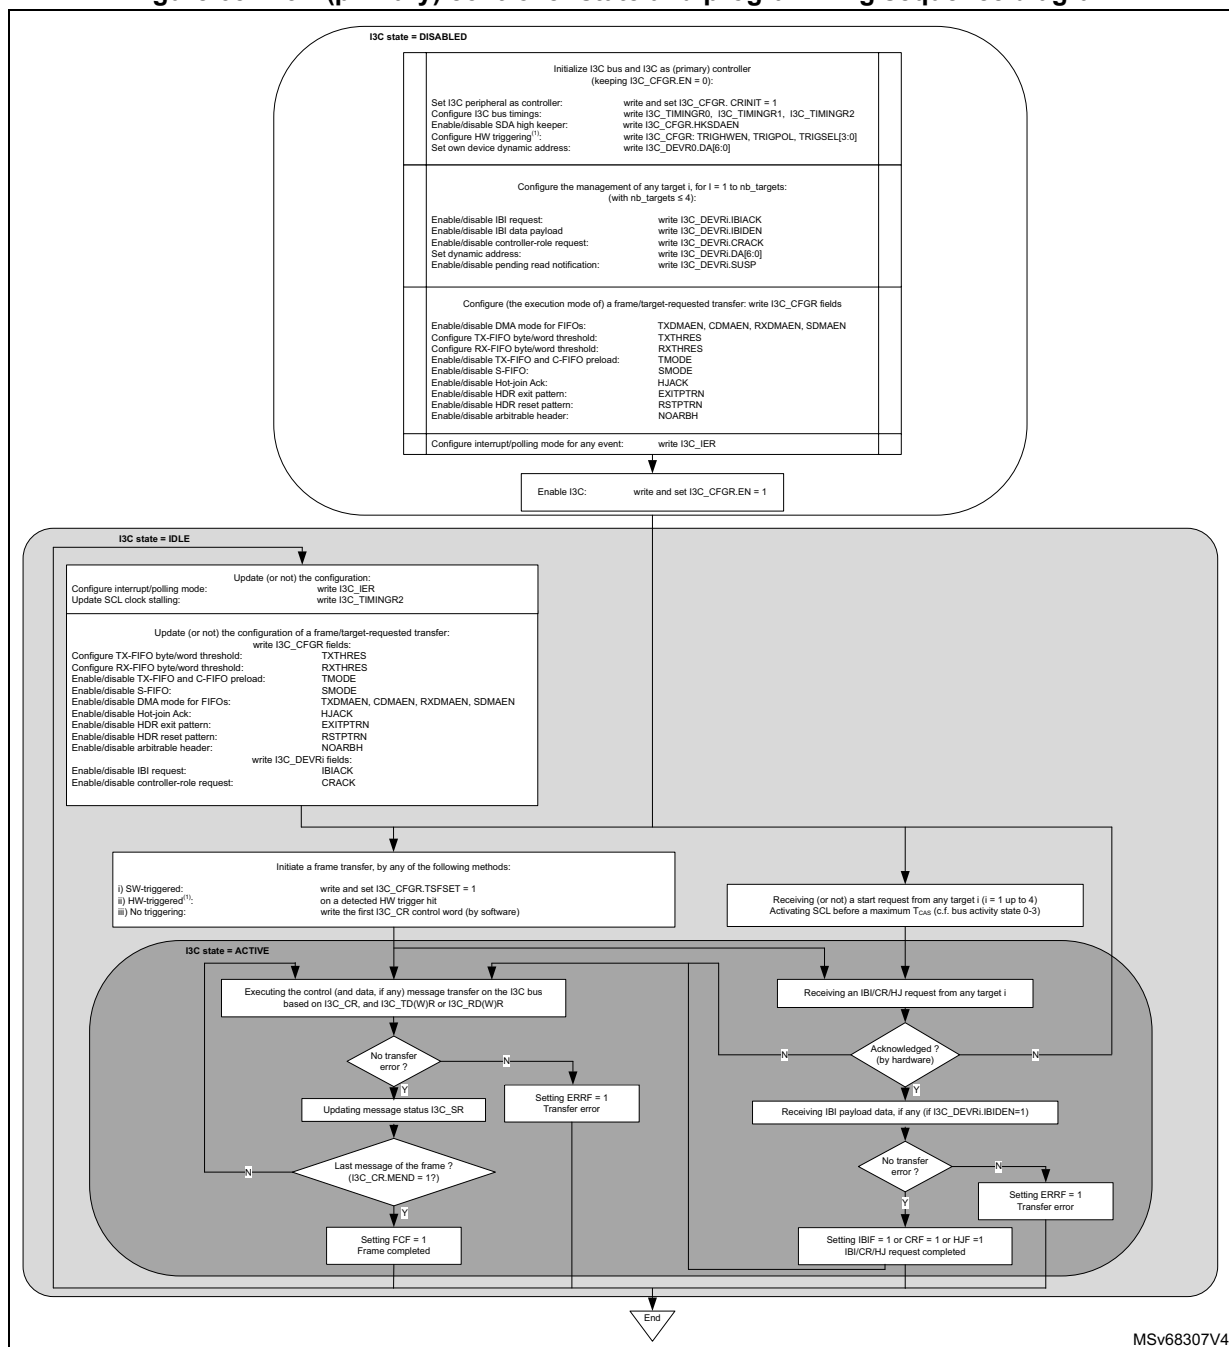 I3C state = DISABLED
Initialize I3C bus and I3C as (primary) controller
(keeping I3C_CFGR.EN = 0):
Set I3C peripheral as controller: write and set I3C_CFGR. CRINIT = 1
Configure I3C bus timings: write I3C_TIMINGR0, I3C_TIMINGR1, I3C_TIMINGR2
Enable/disable SDA high keeper: write I3C_CFGR.HKSDAEN
Configure HW triggering(1): write I3C_CFGR: TRIGHWEN, TRIGPOL, TRIGSEL[3:0]
Set own device dynamic address: write I3C_DEVR0.DA[6:0]
Configure the management of any target i, for I = 1 to nb_targets:
(with nb_targets ≤ 4):
Enable/disable IBI request: write I3C_DEVRi.IBIACK
Enable/disable IBI data payload write I3C_DEVRi.IBIDEN
Enable/disable controller-role request: write I3C_DEVRi.CRACK
Set dynamic address: write I3C_DEVRi.DA[6:0]
Enable/disable pending read notification: write I3C_DEVRi.SUSP
Configure (the execution mode of) a frame/target-requested transfer: write I3C_CFGR fields
Enable/disable DMA mode for FIFOs: TXDMAEN, CDMAEN, RXDMAEN, SDMAEN
Configure TX-FIFO byte/word threshold: TXTHRES
Configure RX-FIFO byte/word threshold: RXTHRES
Enable/disable TX-FIFO and C-FIFO preload: TMODE
Enable/disable S-FIFO: SMODE
Enable/disable Hot-join Ack: HJACK
Enable/disable HDR exit pattern: EXITPTRN
Enable/disable HDR reset pattern: RSTPTRN
Enable/disable arbitrable header: NOARBH
Configure interrupt/polling mode for any event: write I3C_IER
Enable I3C: write and set I3C_CFGR.EN = 1
I3C state = IDLE
Update (or not) the configuration:
Configure interrupt/polling mode: write I3C_IER
Update SCL clock stalling: write I3C_TIMINGR2
Update (or not) the configuration of a frame/target-requested transfer:
write I3C_CFGR fields:
Configure TX-FIFO byte/word threshold: TXTHRES
Configure RX-FIFO byte/word threshold: RXTHRES
Enable/disable TX-FIFO and C-FIFO preload: TMODE
Enable/disable S-FIFO: SMODE
Enable/disable DMA mode for FIFOs: TXDMAEN, CDMAEN, RXDMAEN, SDMAEN
Enable/disable Hot-join Ack: HJACK
Enable/disable HDR exit pattern: EXITPTRN
Enable/disable HDR reset pattern: RSTPTRN
Enable/disable arbitrable header: NOARBH
write I3C_DEVRi fields:
Enable/disable IBI request: IBIACK
Enable/disable controller-role request: CRACK
Initiate a frame transfer, by any of the following methods:
i) SW-triggered: write and set I3C_CFGR.TSFSET = 1
ii) HW-triggered(1): on a detected HW trigger hit
iii) No triggering: write the first I3C_CR control word (by software)
Receiving (or not) a start request from any target i (i = 1 up to 4)
Activating SCL before a maximum TCAS (c.f. bus activity state 0-3)
I3C state = ACTIVE
Executing the control (and data, if any) message transfer on the I3C bus
based on I3C_CR, and I3C_TD(W)R or I3C_RD(W)R
Receiving an IBI/CR/HJ request from any target i
No transfer
error ?
N
Y
Acknowledged ?
(by hardware)
N
N
Y
Setting ERRF = 1
Transfer error
Updating message status I3C_SR
Receiving IBI payload data, if any (if I3C_DEVRi.IBIDEN=1)
Last message of the frame ?
(I3C_CR.MEND = 1?)
N
Y
No transfer
error ?
N
Y
Setting ERRF = 1
Transfer error
Setting FCF = 1
Frame completed
Setting IBIF = 1 or CRF = 1 or HJF =1
IBI/CR/HJ request completed
End
MSv68307V4